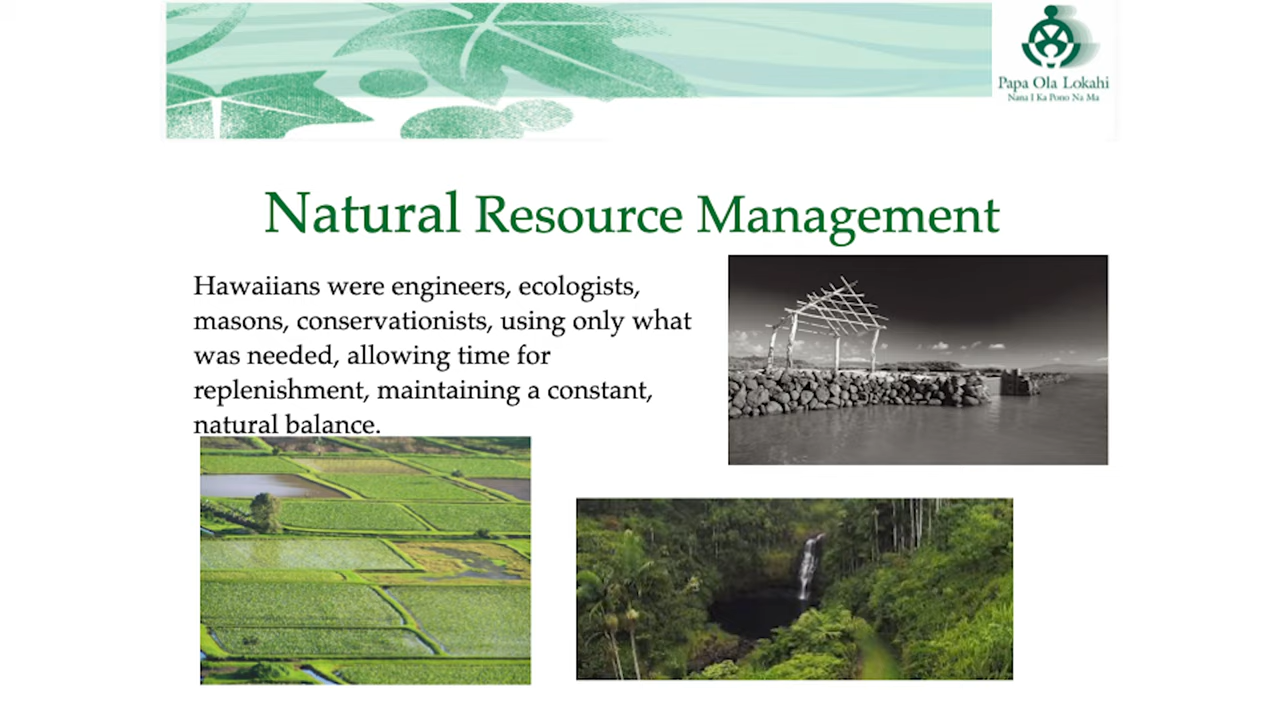 Papa Ola Lokahi
Nana I Ka Pono Na Ma
Natural Resource Management
Hawaiians were engineers, ecologists,
masons, conservationists, using only what
was needed, allowing time for
replenishment, maintaining a constant,
natural balance.